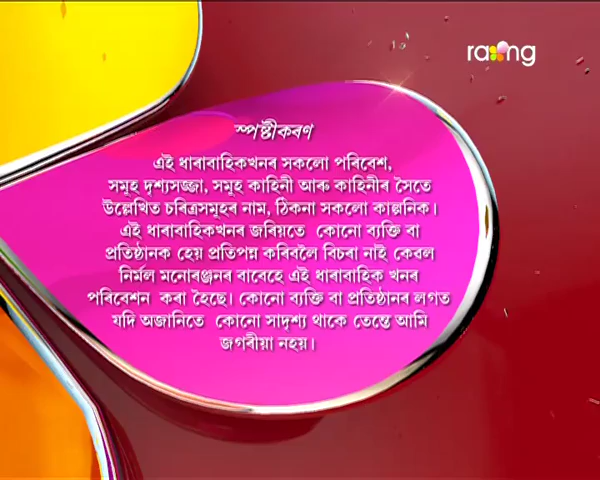 rang
স্পষ্টীকৰণ
এই ধাৰাবাহিকখনৰ সকলো পৰিবেশ,
সমূহ দৃশ্যসজ্জা, সমূহ কাহিনী আৰু কাহিনীৰ সৈতে
উল্লেখিত চৰিত্ৰসমূহৰ নাম, ঠিকনা সকলো কাল্পনিক।
এই ধাৰাবাহিকখনৰ জৰিয়তে কোনো ব্যক্তি বা
প্ৰতিষ্ঠানক হেয় প্ৰতিপন্ন কৰিবলৈ বিচৰা নাই কেবল
নিৰ্মল মনোৰঞ্জনৰ বাবেহে এই ধাৰাবাহিক খনৰ
পৰিবেশন কৰা হৈছে। কোনো ব্যক্তি বা প্ৰতিষ্ঠানৰ লগত
যদি অজানিতে কোনো সাদৃশ্য থাকে তেন্তে আমি
জগৰীয়া নহয়।